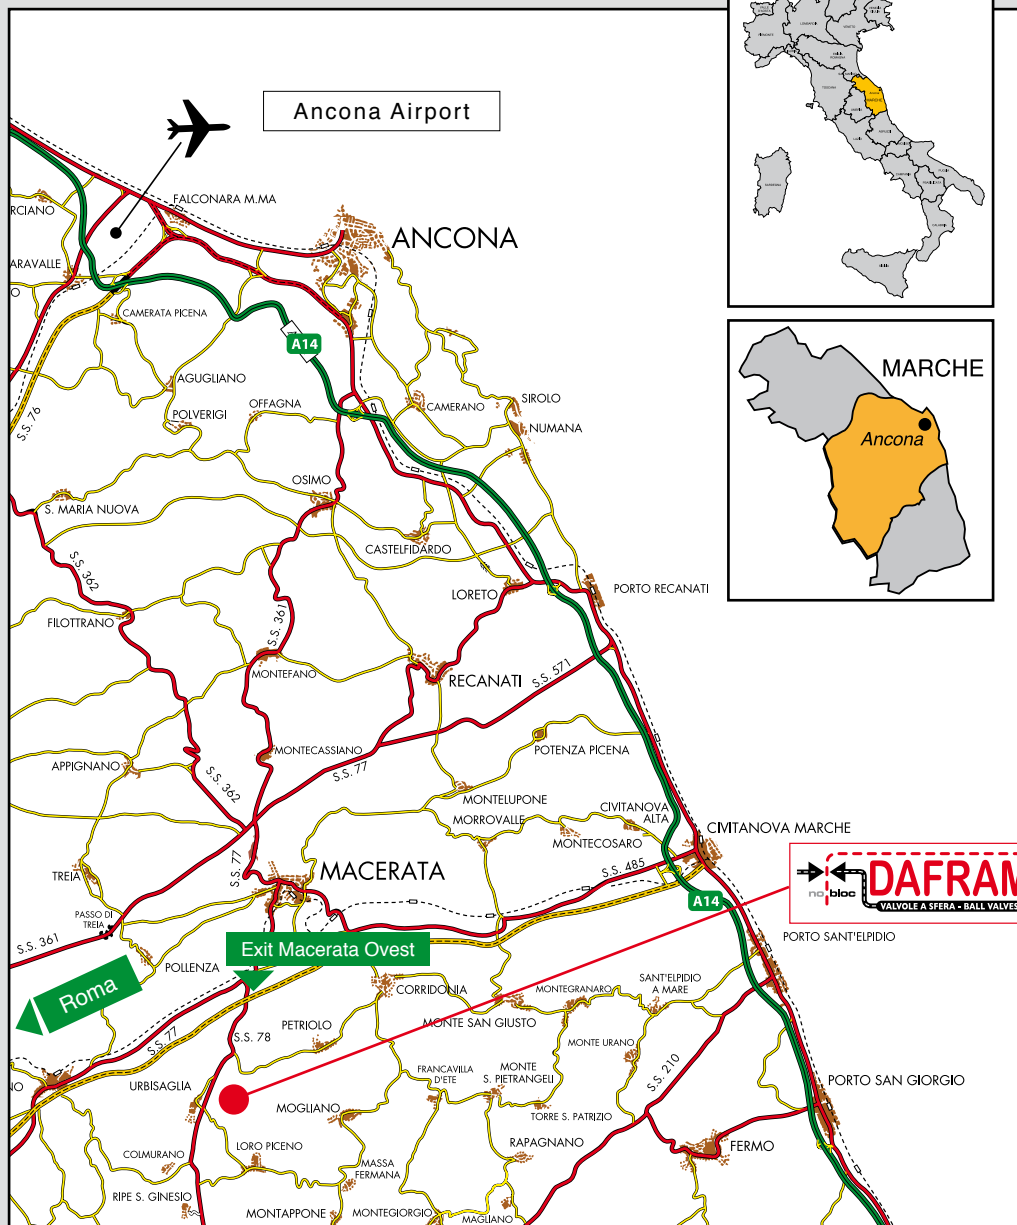 Ancona Airport
MARCHE
MARCHE
Ancona
FALCONARA M.MA
RCIANO
ANCONA
ARAVALLE
CAMERATA PICENA
A14
AGUGLIANO
OFFAGNA
POLVERIGI
CAMERANO
SIROLO
NUMANA
S.S. 76
OSIMO
S. MARIA NUOVA
CASTELFIDARDO
S.S. 362
LORETO
PORTO RECANATI
FILOTTRANO
S.S. 361
MONTEFANO
RECANATI
S.S. 571
MONTECASSIANO
POTENZA PICENA
APPIGNANO
S.S. 362
S.S. 77
MONTELUPONE
MORROVALLE
CIVITANOVA
ALTA
CIVITANOVA MARCHE
MONTECOSARO
S.S. 77
TREIA
MACERATA
S.S. 485
no bloc
DAFRAM
VALVOLE A SFERA - BALL VALVES
A14
PASSO DI
TREIA
S.S. 361
PORTO SANT'ELPIDIO
Exit Macerata Ovest
POLLENZA
Roma
CORRIDONIA
MONTEGRANARO
SANT'ELPIDIO
A MARE
MONTE SAN GIUSTO
PETRIOLO
S.S. 77
S.S. 78
MONTE URANO
S.S. 210
NO
URBISAGLIA
FRANCAVILLA
D'ETE
MONTE
S. PIETRANGELI
PORTO SAN GIORGIO
MOGLIANO
TORRE S. PATRIZIO
COLMURANO
LORO PICENO
RAPAGNANO
FERMO
MASSA
FERMANA
RIPE S. GINESIO
MONTAPPONE
MONTEGIORGIO
MAGLIANO